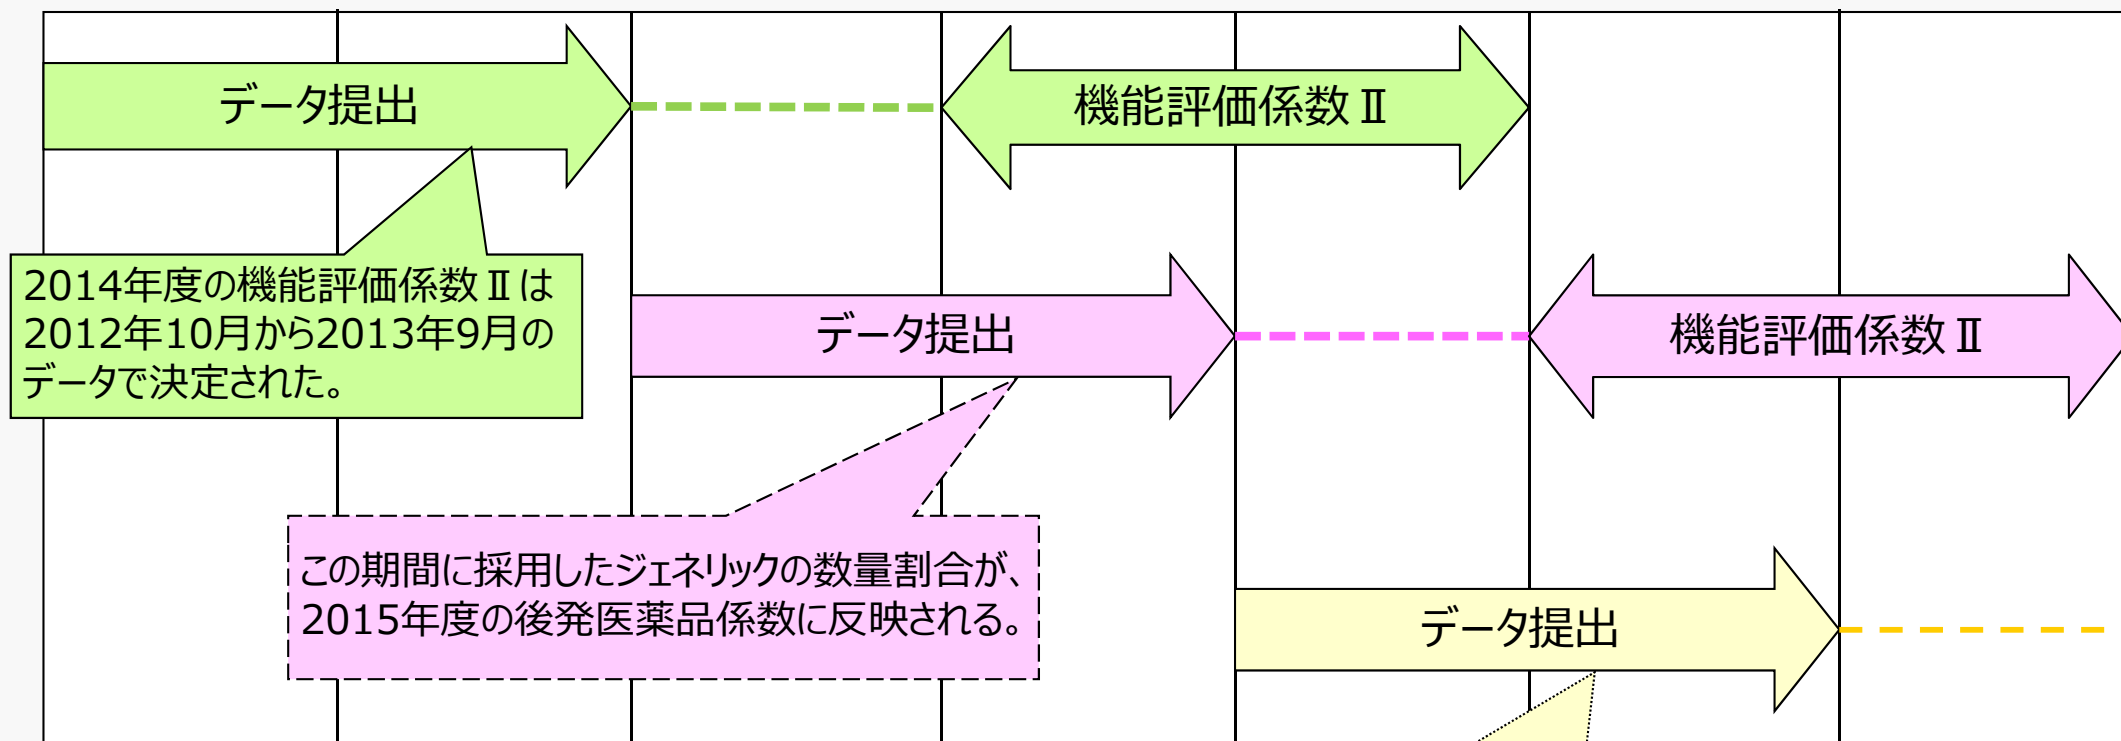 データ提出
機能評価係数Ⅱ
2014年度の機能評価係数Ⅱは
2012年10月から2013年9月の
データで決定された。
データ提出
機能評価係数Ⅱ
この期間に採用したジェネリックの数量割合が、
2015年度の後発医薬品係数に反映される。
データ提出